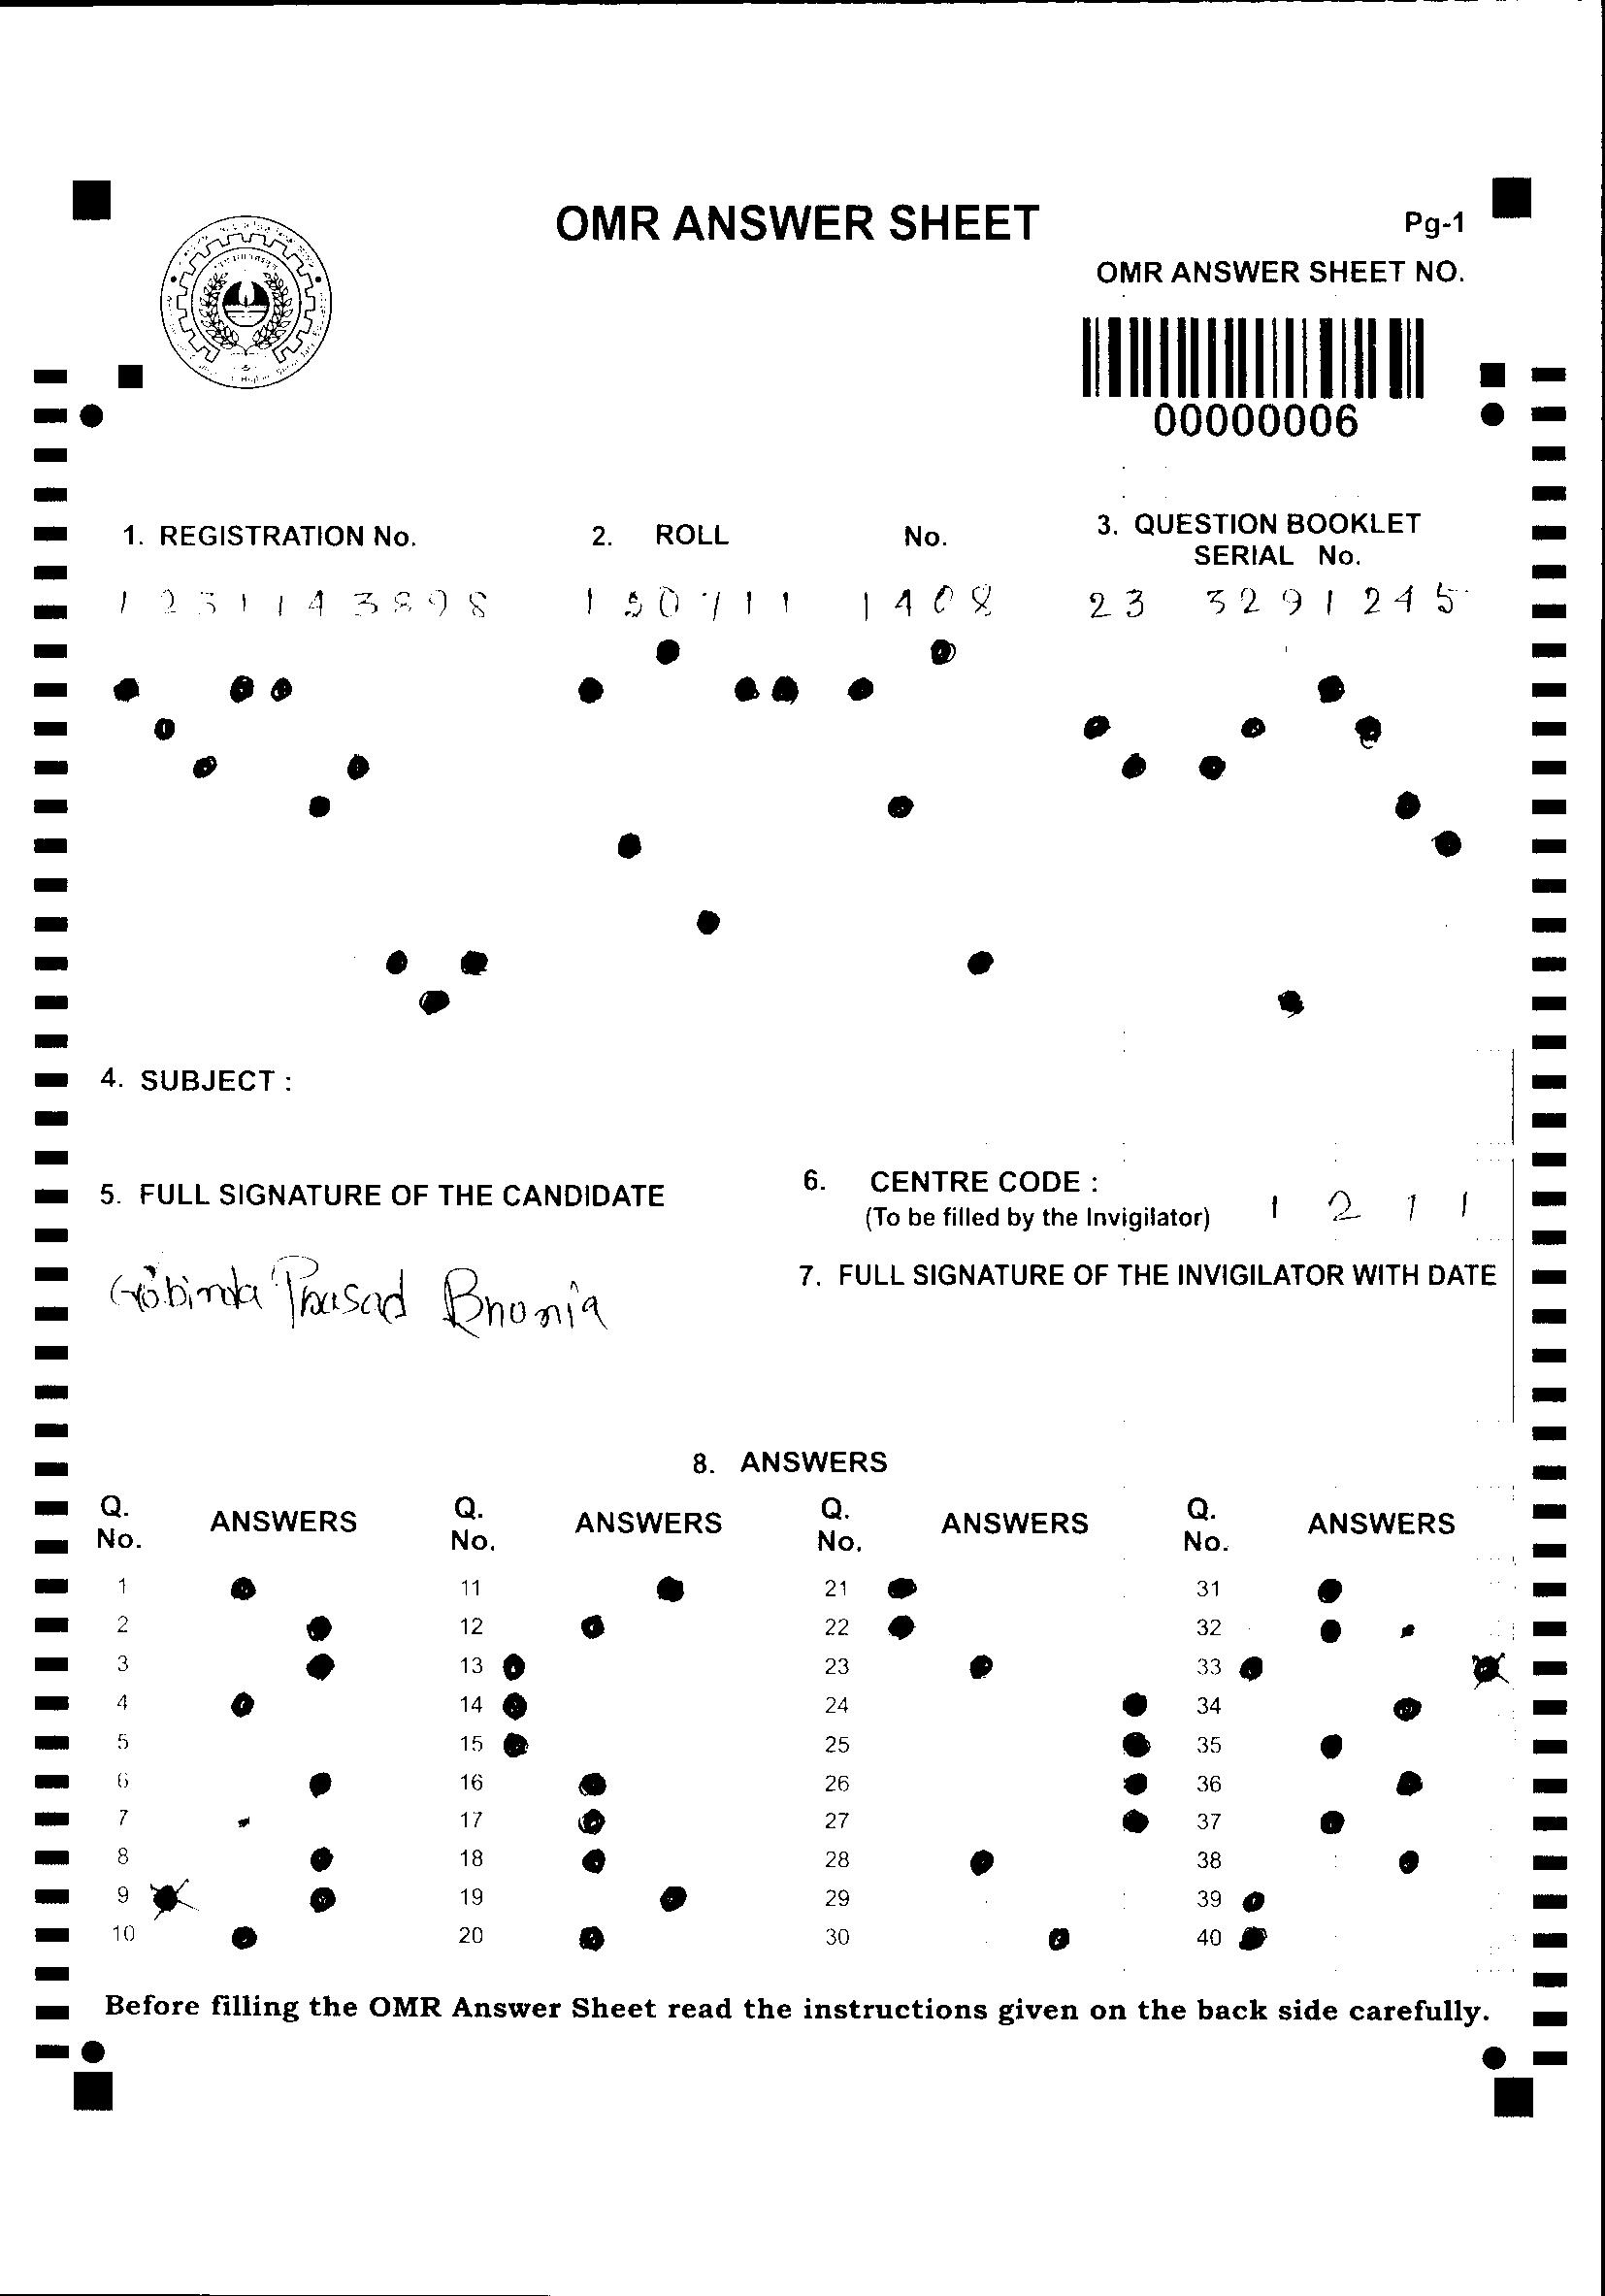 OMR ANSWER SHEET
Pg-1
OMR ANSWER SHEET NO.
00000006
1. REGISTRATION No.
2. ROLL No.
3. QUESTION BOOKLET
SERIAL No.
1 2 3 1 1 4 3 8 9 8
1 5 0 7 1 1 1 4 0 8
2 3 3 2 9 1 2 4 5
4. SUBJECT :
5. FULL SIGNATURE OF THE CANDIDATE
6. CENTRE CODE :
(To be filled by the Invigilator)
1 2 1 1
Gobinda Prasad Bhunia
7. FULL SIGNATURE OF THE INVIGILATOR WITH DATE
8. ANSWERS
Q. No. ANSWERS Q. No. ANSWERS Q. No. ANSWERS Q. No. ANSWERS
1 11 21 31
2 12 22 32
3 13 23 33
4 14 24 34
5 15 25 35
6 16 26 36
7 17 27 37
8 18 28 38
9 19 29 39
10 20 30 40
Before filling the OMR Answer Sheet read the instructions given on the back side carefully.